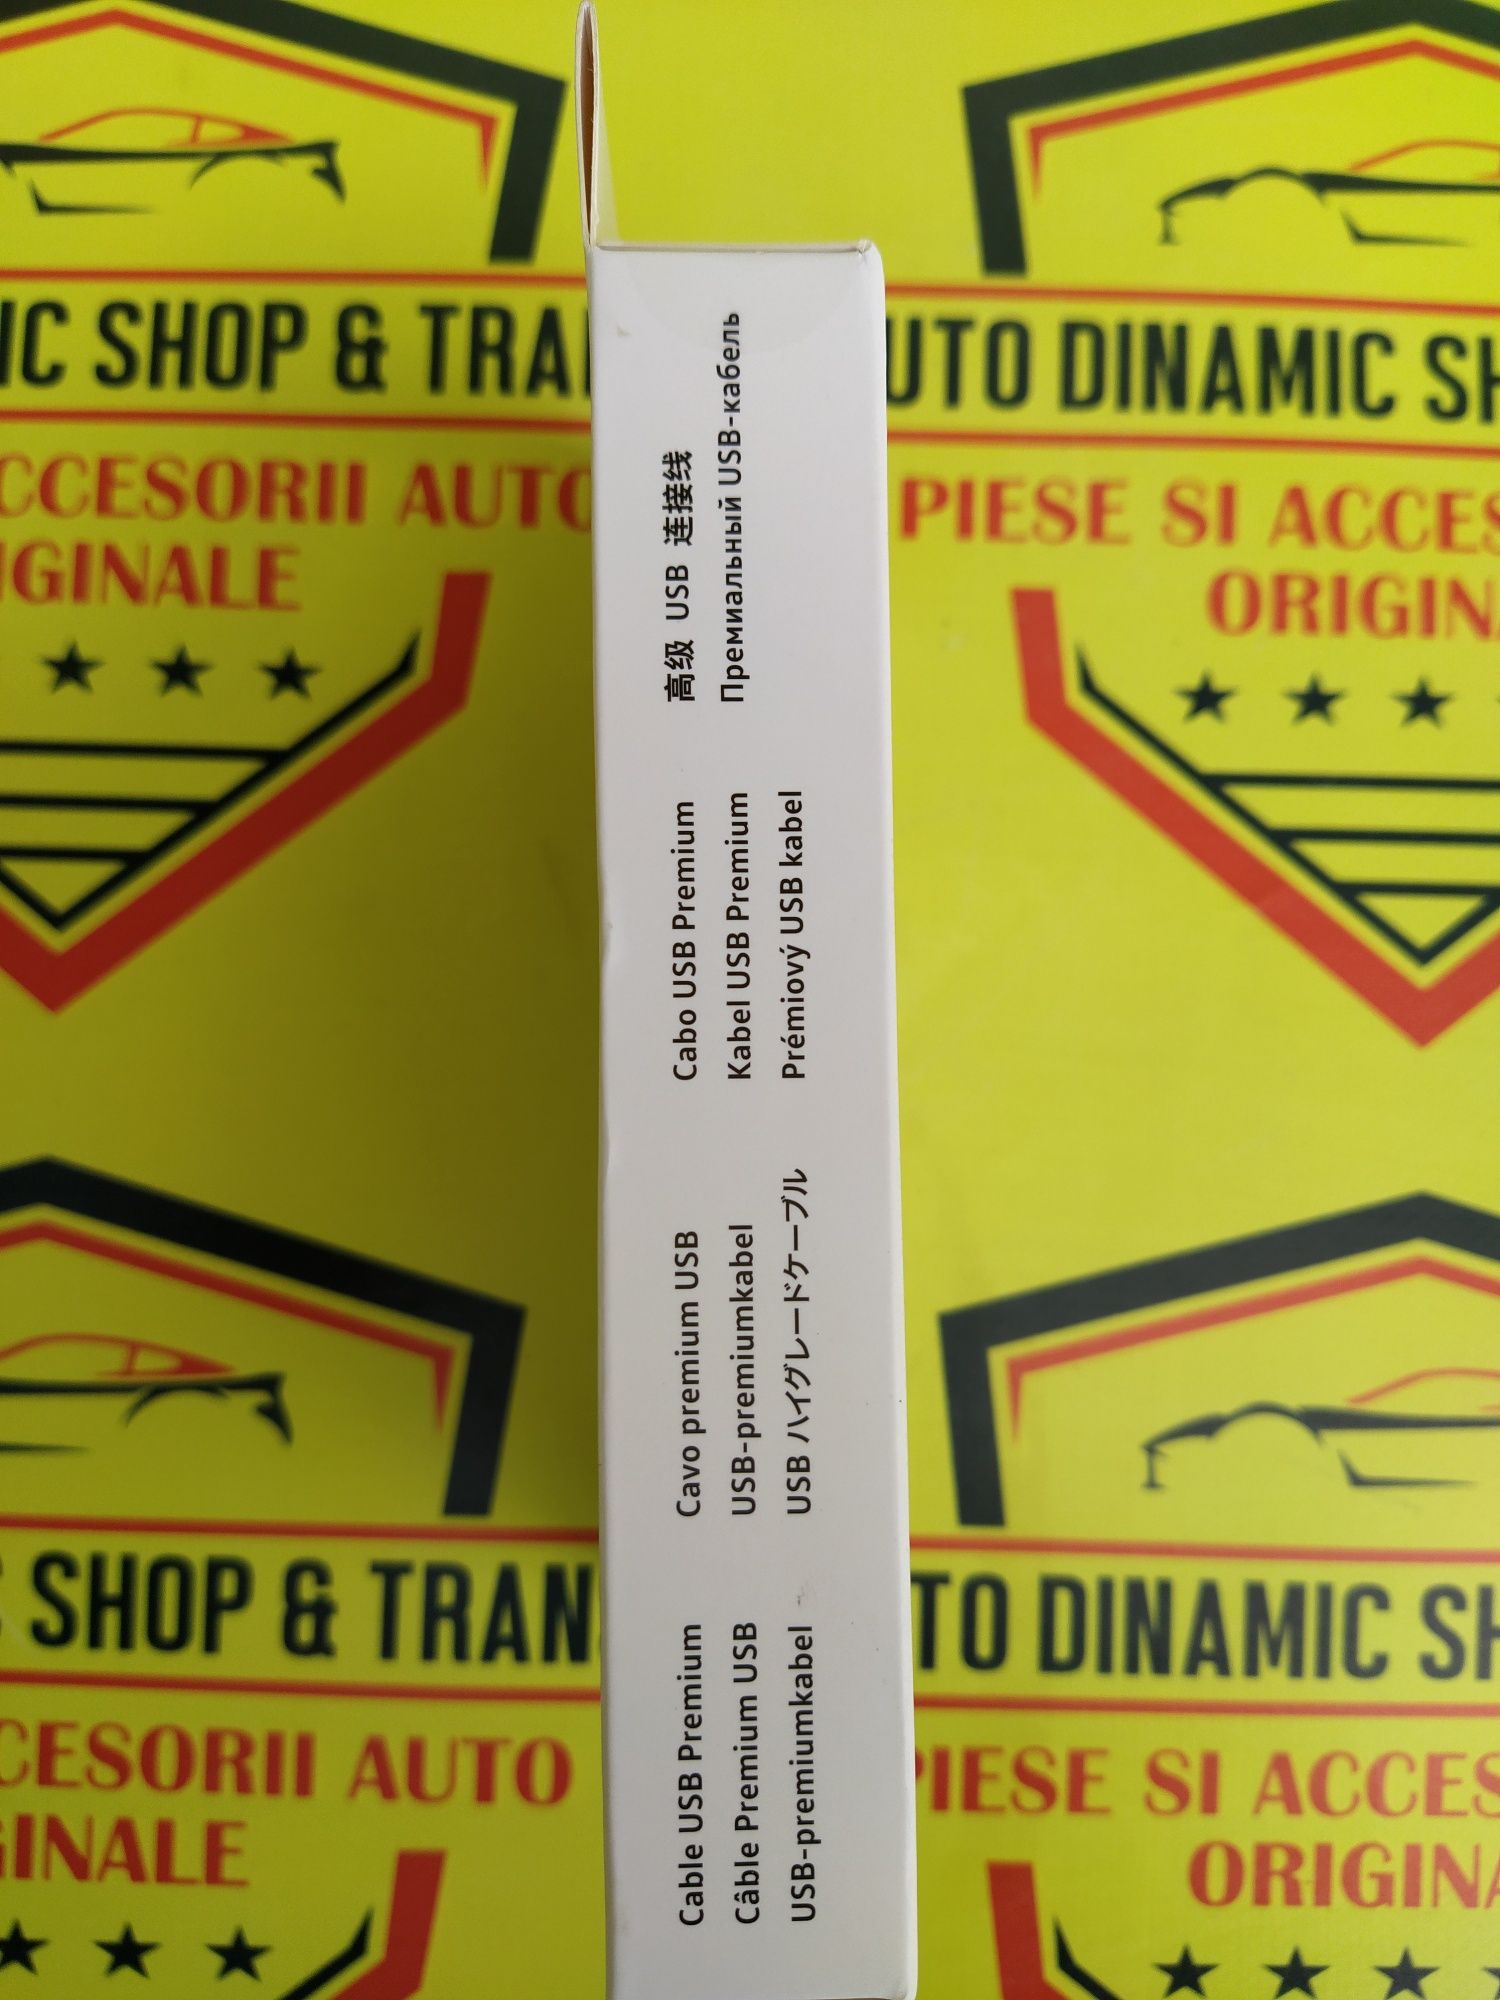 Cable USB Premium
Câble Premium USB
USB-premiumkabel
Cavo premium USB
USB-premiumkabel
USB ハイグレードケーブル
Cabo USB Premium
Kabel USB Premium
Prémiový USB kabel
高级 USB 连接线
Премиальный USB-кабель
IC SHOP & TRA
CCESORII AUTO
IGINALE
UTO DINAMIC SH
PIESE SI ACCES
ORIGIN
C SHOP & TRAN
CESORII AUTO
GINALE
TO DINAMIC SH
PIESE SI ACCES
ORIGINA